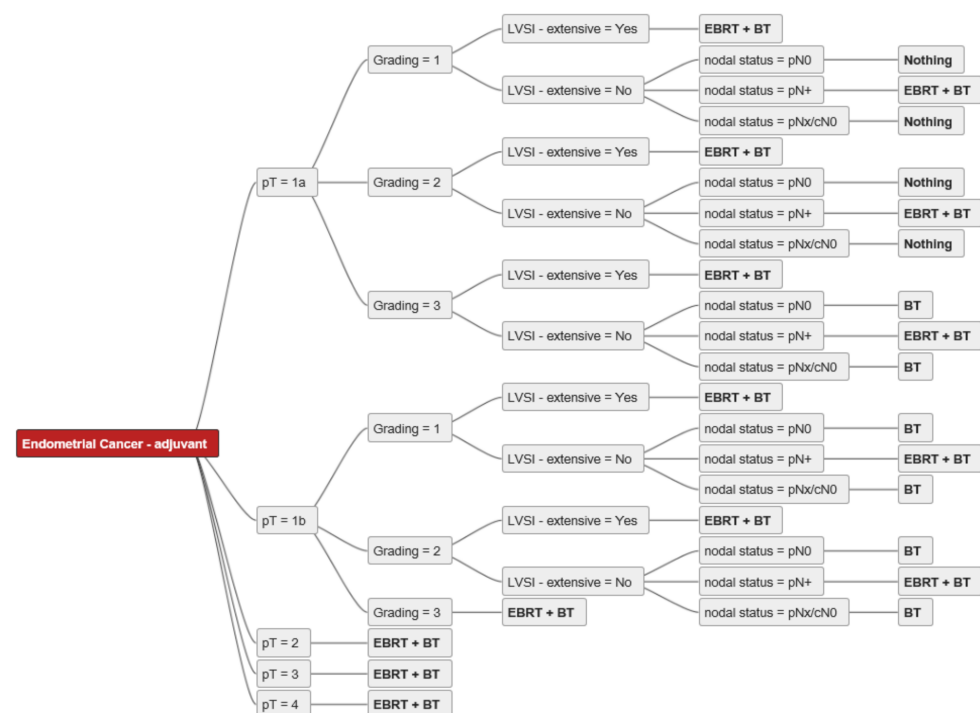 LVSI - extensive = Yes
EBRT + BT
Grading = 1
nodal status = pN0
Nothing
LVSI - extensive = No
nodal status = pN+
EBRT + BT
nodal status = pNx/cN0
Nothing
LVSI - extensive = Yes
EBRT + BT
pT = 1a
Grading = 2
nodal status = pN0
Nothing
LVSI - extensive = No
nodal status = pN+
EBRT + BT
nodal status = pNx/cN0
Nothing
LVSI - extensive = Yes
EBRT + BT
Grading = 3
nodal status = pN0
BT
LVSI - extensive = No
nodal status = pN+
EBRT + BT
nodal status = pNx/cN0
BT
LVSI - extensive = Yes
EBRT + BT
Grading = 1
nodal status = pN0
BT
Endometrial Cancer - adjuvant
LVSI - extensive = No
nodal status = pN+
EBRT + BT
nodal status = pNx/cN0
BT
pT = 1b
LVSI - extensive = Yes
EBRT + BT
Grading = 2
nodal status = pN0
BT
LVSI - extensive = No
nodal status = pN+
EBRT + BT
Grading = 3
EBRT + BT
nodal status = pNx/cN0
BT
pT = 2
EBRT + BT
pT = 3
EBRT + BT
pT = 4
EBRT + BT